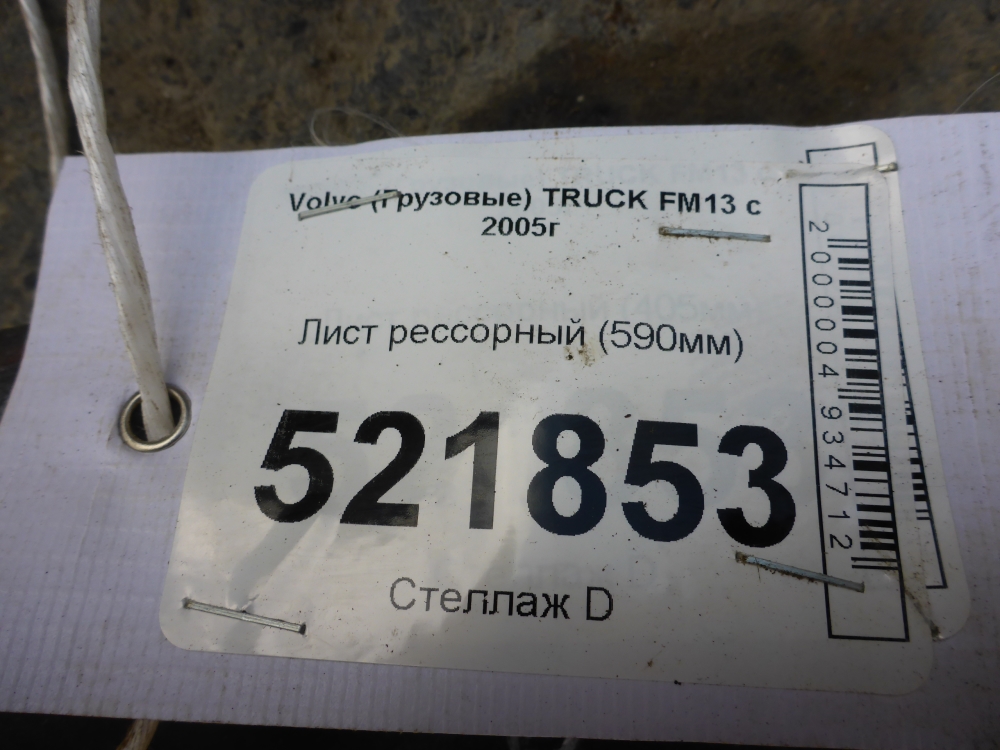 Volvo (Грузовые) TRUCK FM13 с
2005г
Лист рессорный (590мм)
521853
Стеллаж D
2000004934712